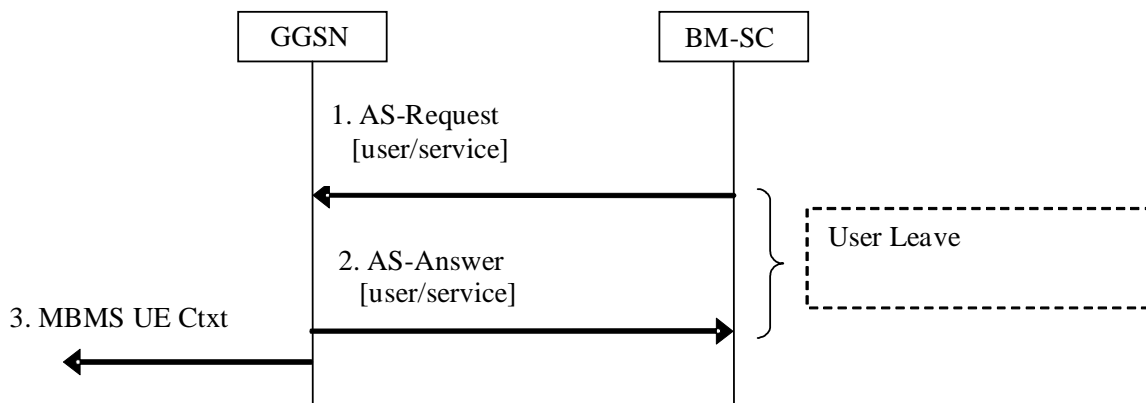 GGSN
BM-SC
1. AS-Request
[user/service]
User Leave
2. AS-Answer
[user/service]
3. MBMS UE Ctxt